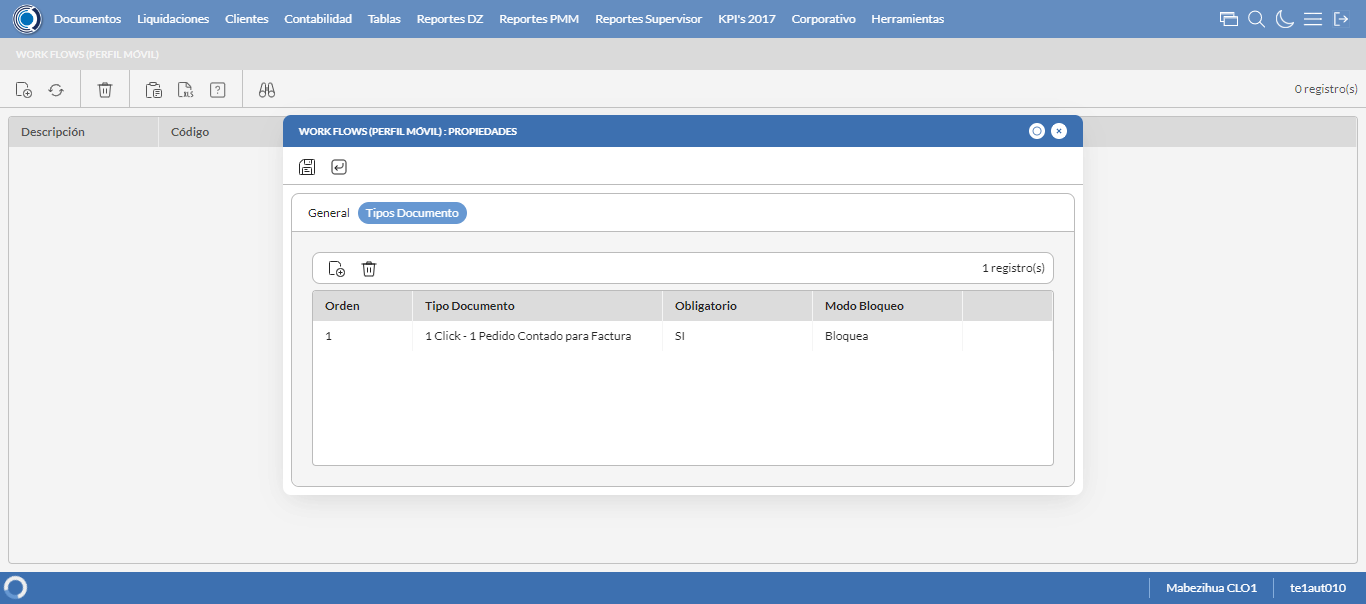 Documentos Liquidaciones Clientes Contabilidad Tablas Reportes DZ Reportes PMM Reportes Supervisor KPI's 2017 Corporativo Herramientas
WORK FLOWS (PERFIL MÓVIL)
XLS ? 0 registro(s)
Descripción Código
WORK FLOWS (PERFIL MÓVIL) : PROPIEDADES
General Tipos Documento
1 registro(s)
Orden Tipo Documento Obligatorio Modo Bloqueo
1 1 Click - 1 Pedido Contado para Factura SI Bloquea
Mabezihua CLO1 te1aut010